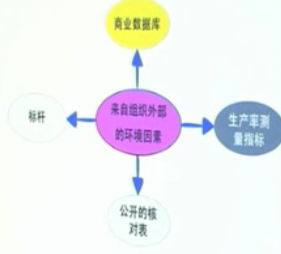 商业数据库
标杆
来自组织外部
的环境因素
生产率测
量指标
公开的核
对表